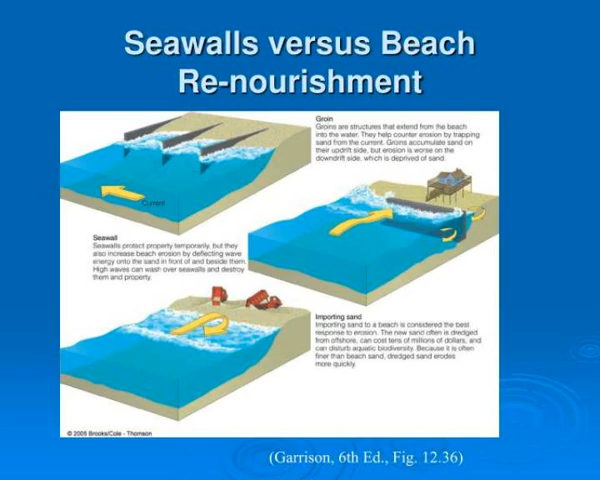 Seawalls versus Beach
Re-nourishment
Groin
Groins are structures that extend from the beach
into the water. They help counter erosion by trapping
sand from the current. Groins accumulate sand on
their updrift side, but erosion is worse on the
downdrift side, which is deprived of sand.
Current
Seawall
Seawalls protect property temporarily, but they
also increase beach erosion by deflecting wave
energy onto the sand in front of and beside them.
High waves can wash over seawalls and destroy
them and property.
Importing sand
Importing sand to a beach is considered the best
response to erosion. The new sand often is dredged
from offshore, can cost tens of millions of dollars, and
can disturb aquatic biodiversity. Because it is often
finer than beach sand, dredged sand erodes
more quickly.
© 2005 Brooks/Cole - Thomson
(Garrison, 6th Ed., Fig. 12.36)